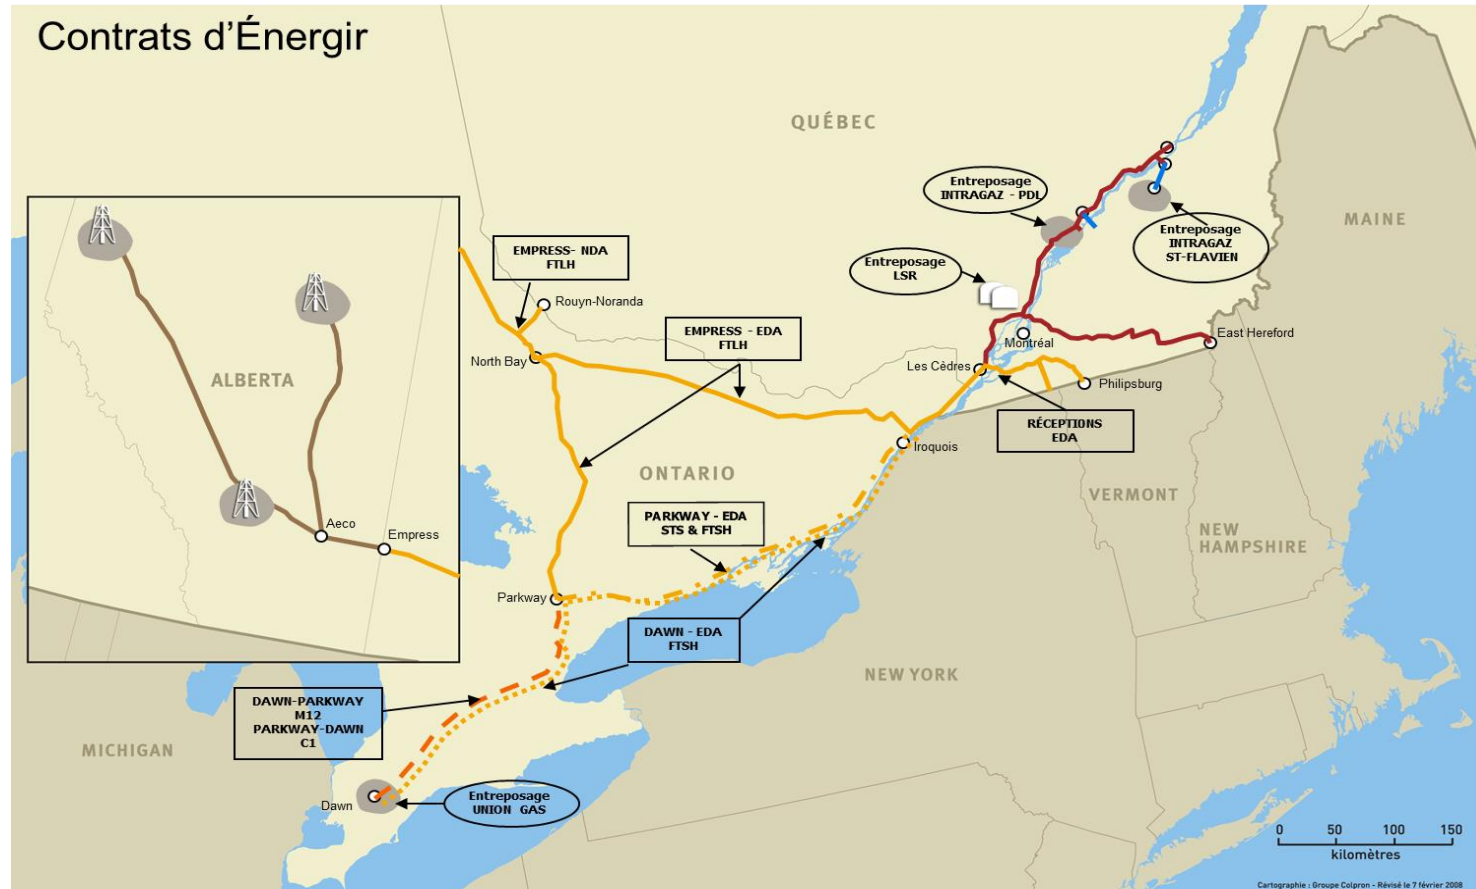 Contrats d'Énergir
QUÉBEC
Entreposage
INTRAGAZ - PDL
MAINE
Entreposage
INTRAGAZ
ST-FLAVIEN
EMPRESS- NDA
FTLH
Entreposage
LSR
Rouyn-Noranda
EMPRESS - EDA
FTLH
East Hereford
Montréal
North Bay
Les Cèdres
Philipsburg
ALBERTA
RÉCEPTIONS
EDA
Iroquois
ONTARIO
VERMONT
NEW
HAMPSHIRE
PARKWAY - EDA
STS & FTSH
Aeco
Empress
Parkway
DAWN - EDA
FTSH
NEW YORK
DAWN-PARKWAY
M12
PARKWAY-DAWN
C1
MICHIGAN
Dawn
Entreposage
UNION GAS
0 50 100 150
kilomètres
Cartographie : Groupe Colpron - Révisé le 7 février 2008